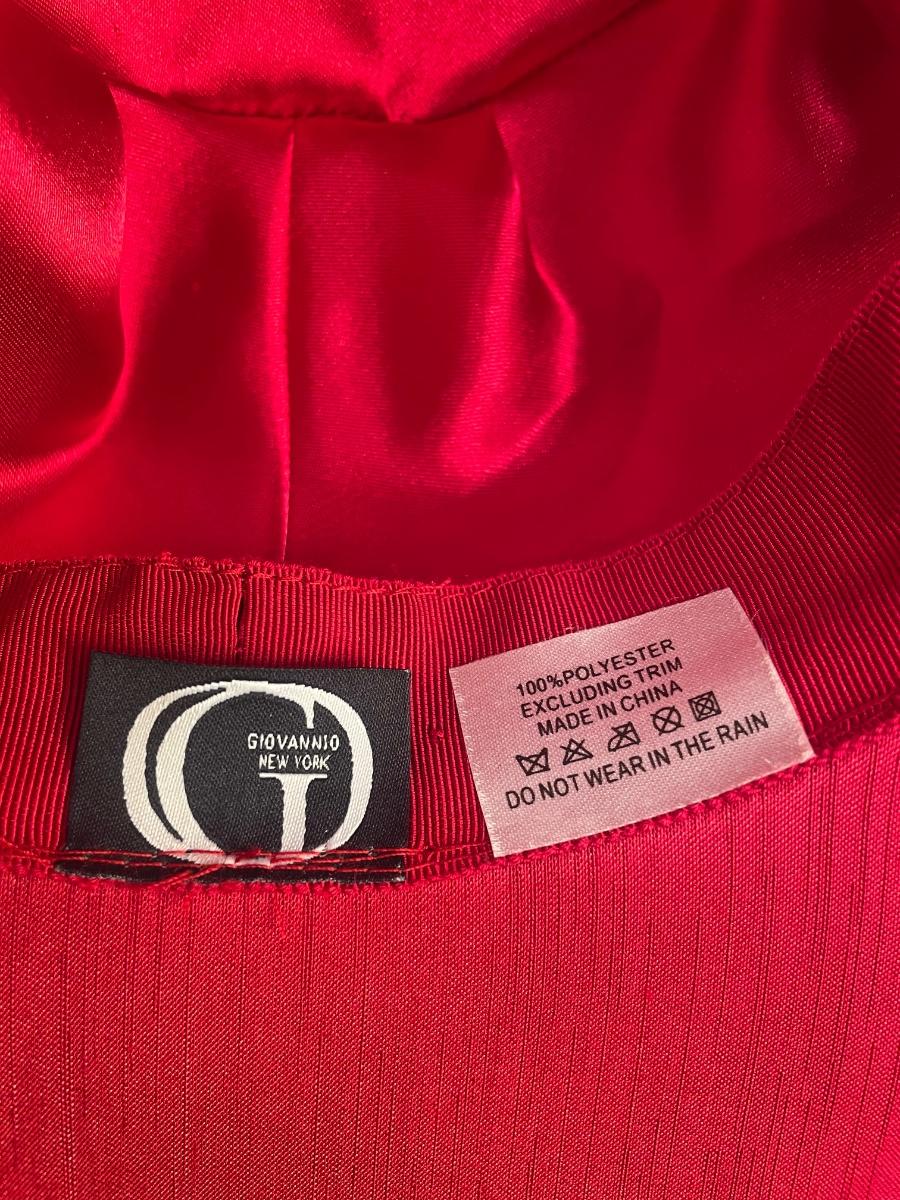 GIOVANNIO
NEW YORK
100%POLYESTER
EXCLUDING TRIM
MADE IN CHINA
DO NOT WEAR IN THE RAIN